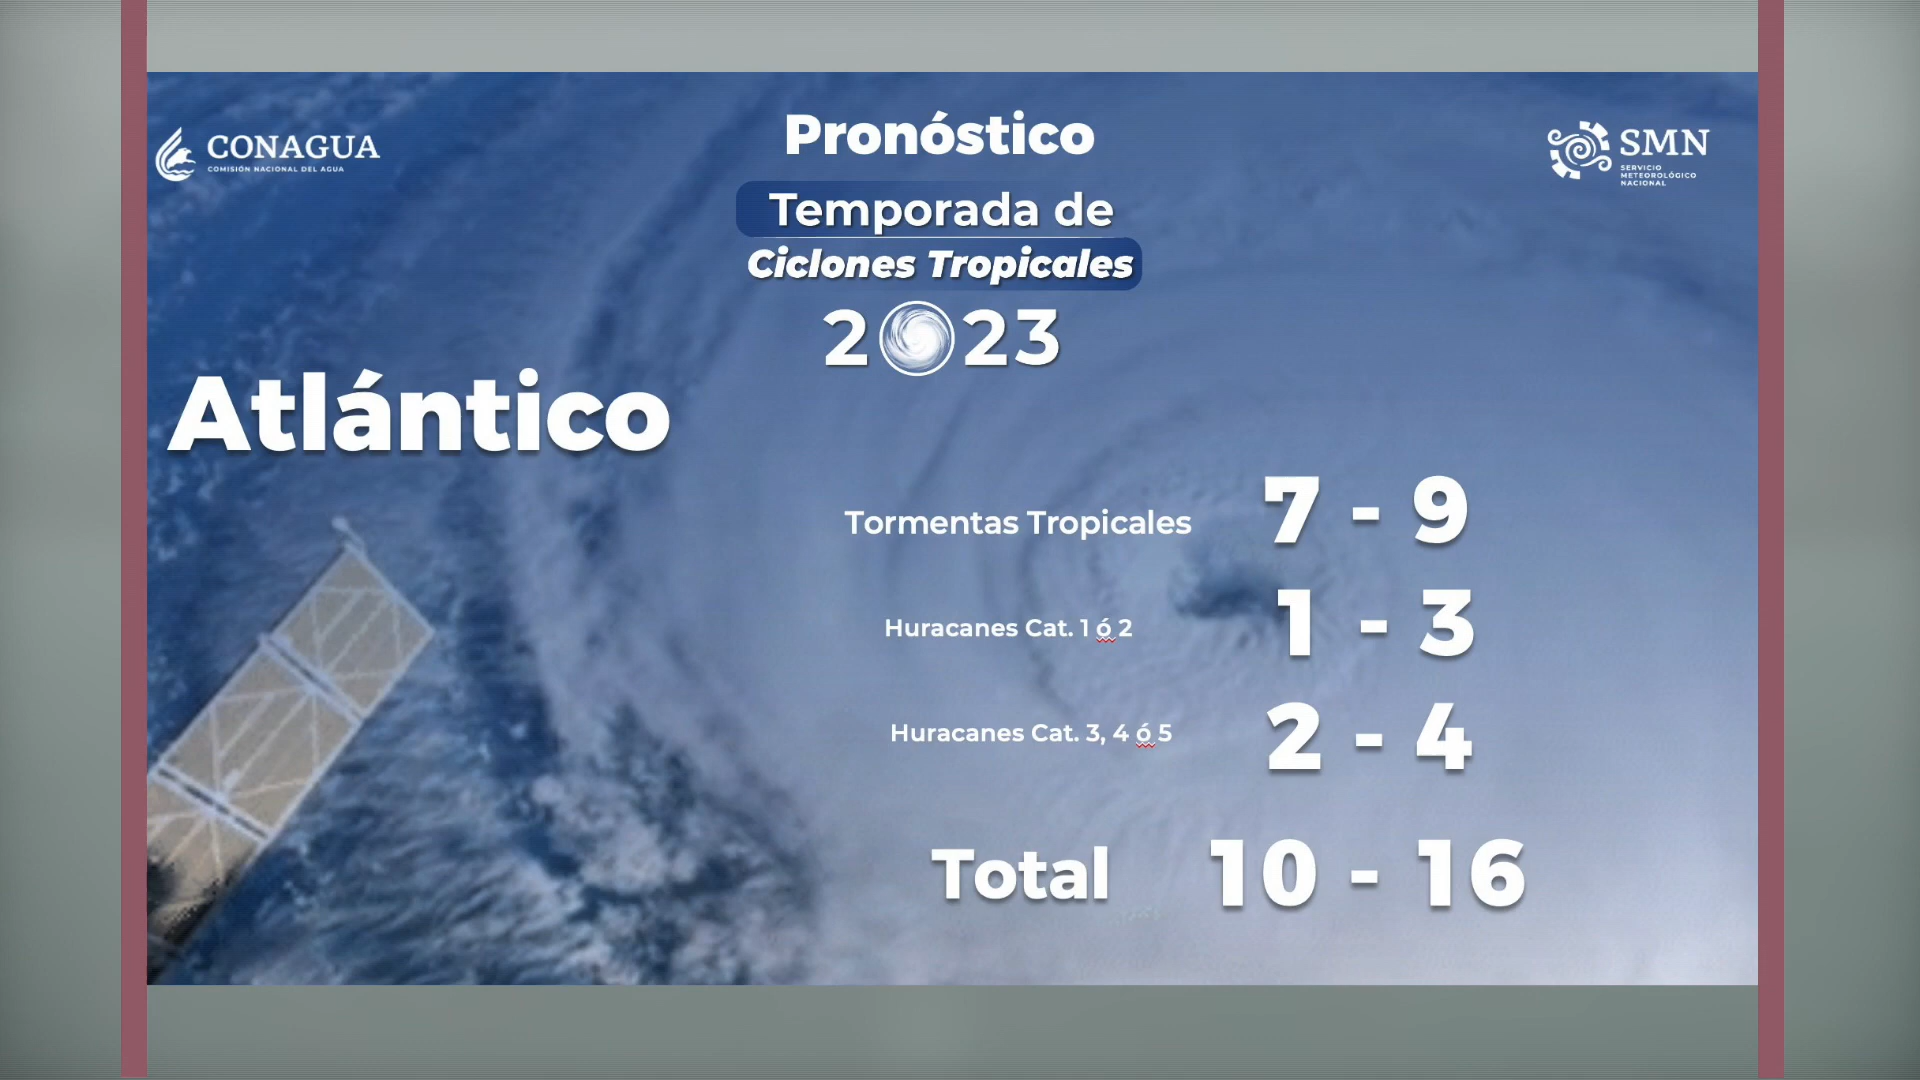 CONAGUA
COMISIÓN NACIONAL DEL AGUA
Pronóstico
Temporada de
Ciclones Tropicales
2023
SMN
SERVICIO
METEOROLÓGICO
NACIONAL
Atlántico
Tormentas Tropicales 7 - 9
Huracanes Cat. 1 ó 2 1 - 3
Huracanes Cat. 3, 4 ó 5 2 - 4
Total 10 - 16